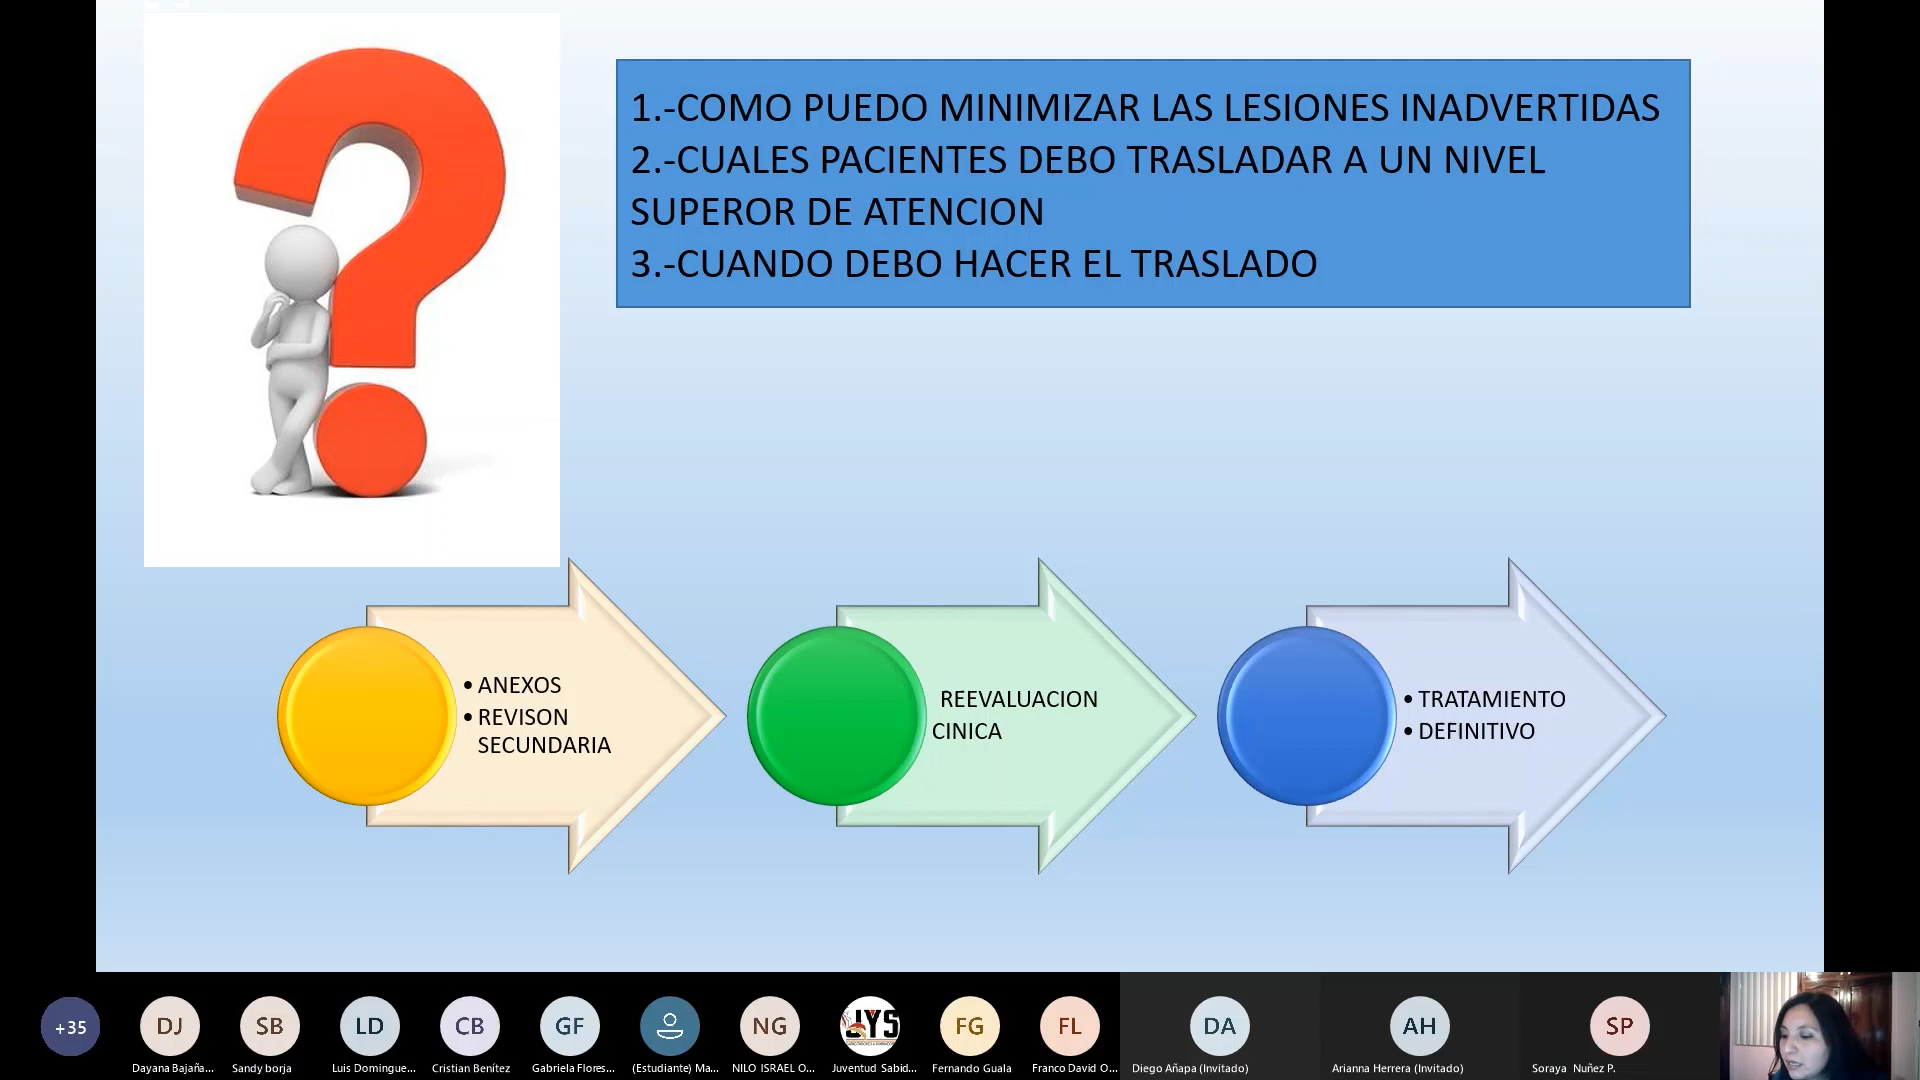 1.-COMO PUEDO MINIMIZAR LAS LESIONES INADVERTIDAS
2.-CUALES PACIENTES DEBO TRASLADAR A UN NIVEL
SUPEROR DE ATENCION
3.-CUANDO DEBO HACER EL TRASLADO
• ANEXOS
• REVISON
SECUNDARIA
REEVALUACION
CINICA
• TRATAMIENTO
• DEFINITIVO
+35
DJ
SB
LD
CB
GF
NG
JYS
FG
FL
DA
AH
SP
Dayana Bajaña...
Sandy borja
Luis Domingue...
Cristian Benítez
Gabriela Flores...
(Estudiante) Ma...
NILO ISRAEL O...
Juventud Sabid...
Fernando Guala
Franco David O...
Diego Añapa (Invitado)
Arianna Herrera (Invitado)
Soraya Nuñez P.